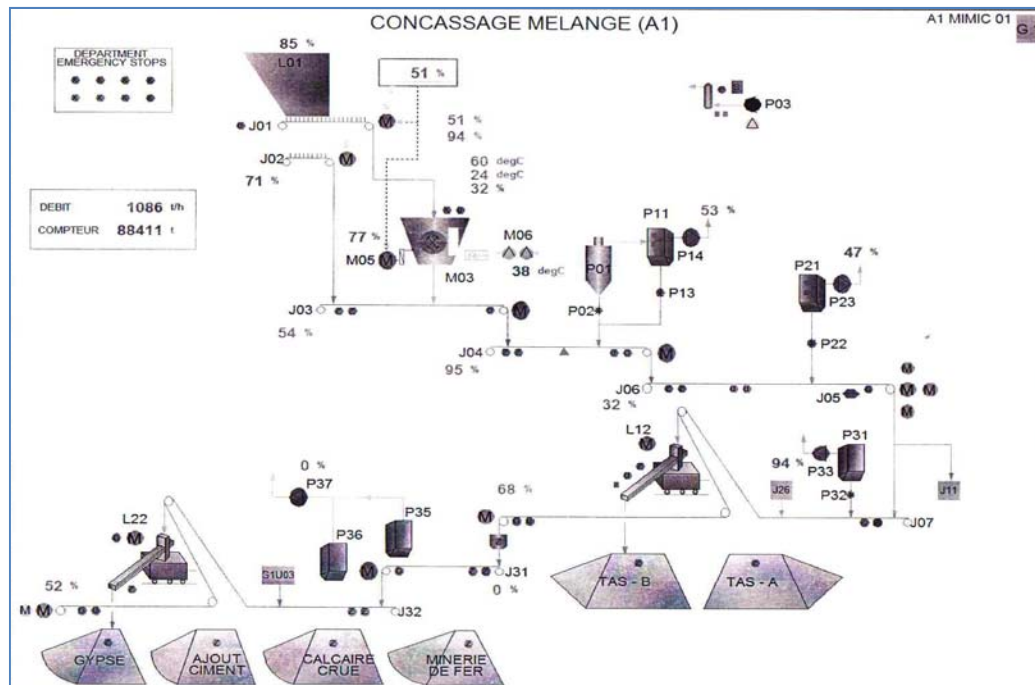 CONCASSAGE MELANGE (A1)
A1 MIMIC 01
G
DEPARTMENT
EMERGENCY STOPS
85 %
L01
51 %
P03
J01
M
51 %
94 %
J02
M
60 degC
24 degC
32 %
71 %
DEBIT 1086 t/h
COMPTEUR 88411 t
77 %
M05
M
M03
M06
38 degC
P11
53 %
P14
P01
P13
P02
P21
47 %
P23
P22
J03
M
54 %
J04
M
95 %
J06
32 %
J05
M
M
M
M
L12
M
P31
94 %
P33
P32
J26
J11
J07
0 %
P37
68 %
M
P35
P36
L22
M
M
J31
0 %
S1U03
52 %
M M
J32
TAS - B
TAS - A
GYPSE
AJOUT
CIMENT
CALCAIRE
CRUE
MINERIE
DE FER